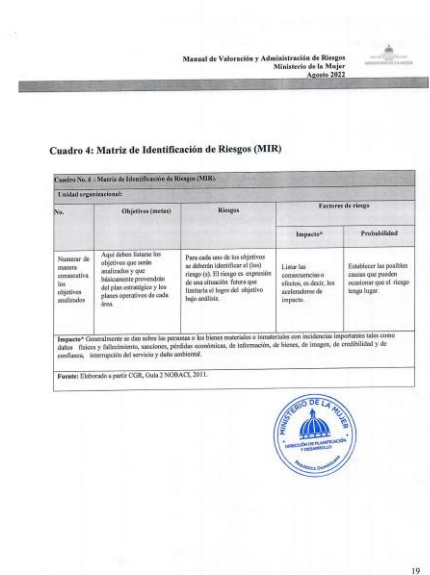 Manual de Valoración y Administración de Riesgos
Ministerio de la Mujer
Agosto 2022
Cuadro 4: Matriz de Identificación de Riesgos (MIR)
Cuadro No. 4 : Matriz de Identificación de Riesgos (MIR).
Unidad organizacional:
No.
Objetivos (metas)
Riesgos
Factores de riesgo
Impacto*
Probabilidad
Numerar de
manera
consecutiva
los
objetivos
analizados
Aquí deben listarse los
objetivos que serán
analizados y que
básicamente provendrán
del plan estratégico y los
planes operativos de cada
área.
Para cada uno de los objetivos
se deberán identificar el (los)
riesgo (s). El riesgo es expresión
de una situación futura que
limitaría el logro del objetivo
bajo análisis.
Listar las
consecuencias o
efectos, es decir, los
aceleradores de
impacto.
Establecer las posibles
causas que pueden
ocasionar que el riesgo
tenga lugar.
Impacto* Generalmente se dan sobre las personas o los bienes materiales o inmateriales con incidencias importantes tales como
daños físicos y fallecimiento, sanciones, pérdidas económicas, de información, de bienes, de imagen, de credibilidad y de
confianza, interrupción del servicio y daño ambiental.
Fuente: Elaborado a partir CGR, Guía 2 NOBACI, 2011.
MINISTERIO DE LA MUJER
DIRECCIÓN DE PLANIFICACIÓN
Y DESARROLLO
República Dominicana
19